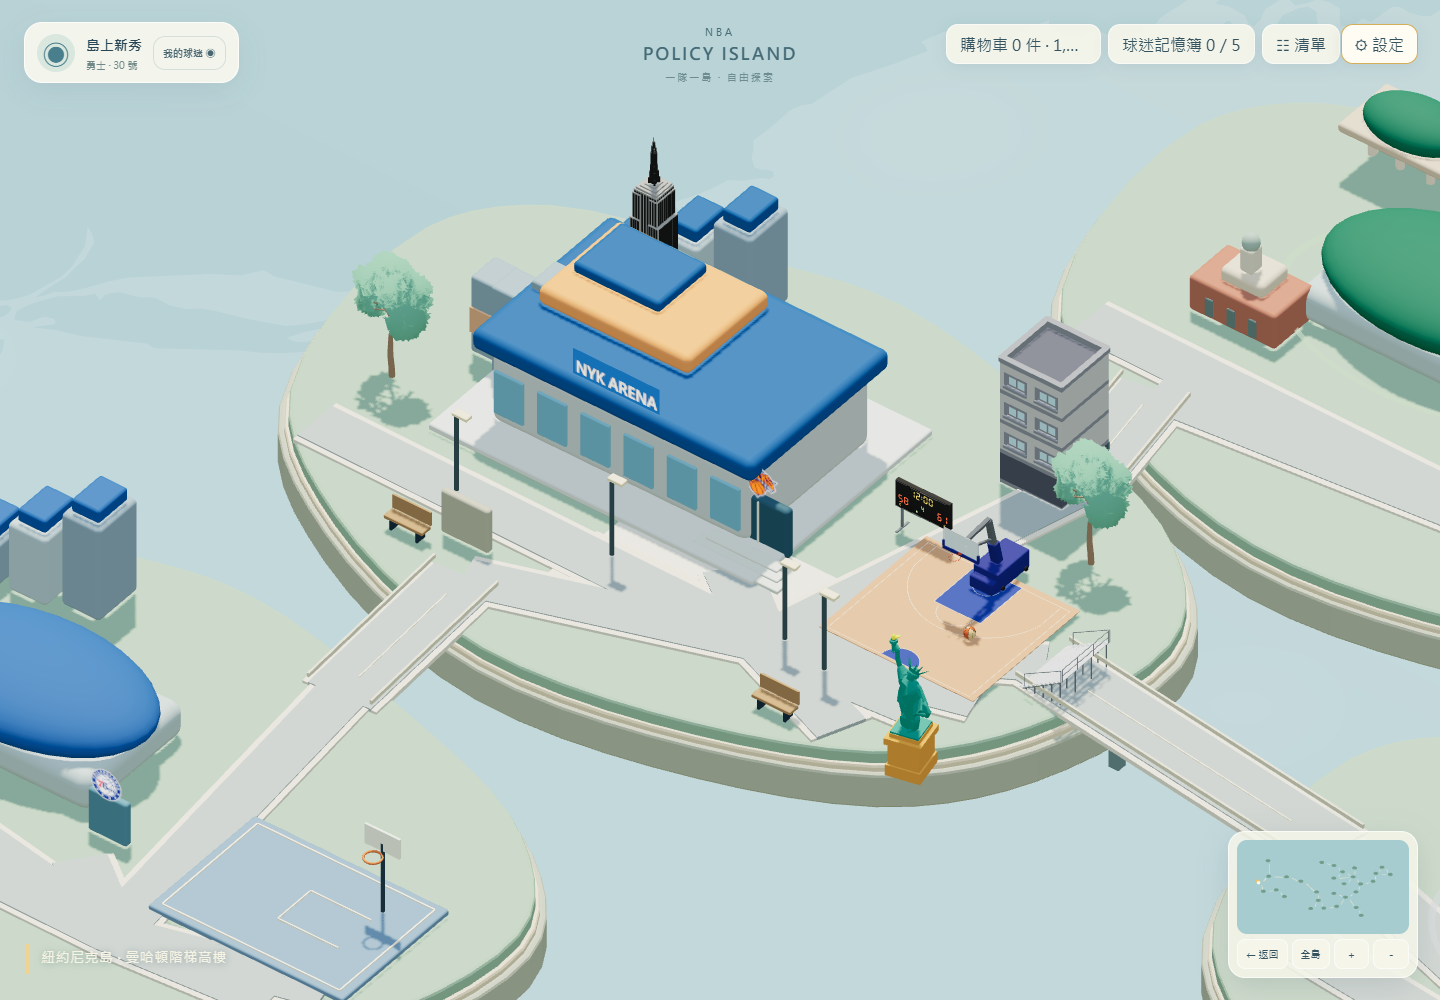 島上新秀
勇士 · 30 號
我的球迷 ◉
NBA
POLICY ISLAND
一隊一島 · 自由探索
購物車 0 件 · 1,...
球迷記憶簿 0 / 5
☷ 清單
⚙ 設定
NYK ARENA
12:00
58
4
61
紐約尼克島 · 曼哈頓階梯高樓
← 返回
全島
+
-